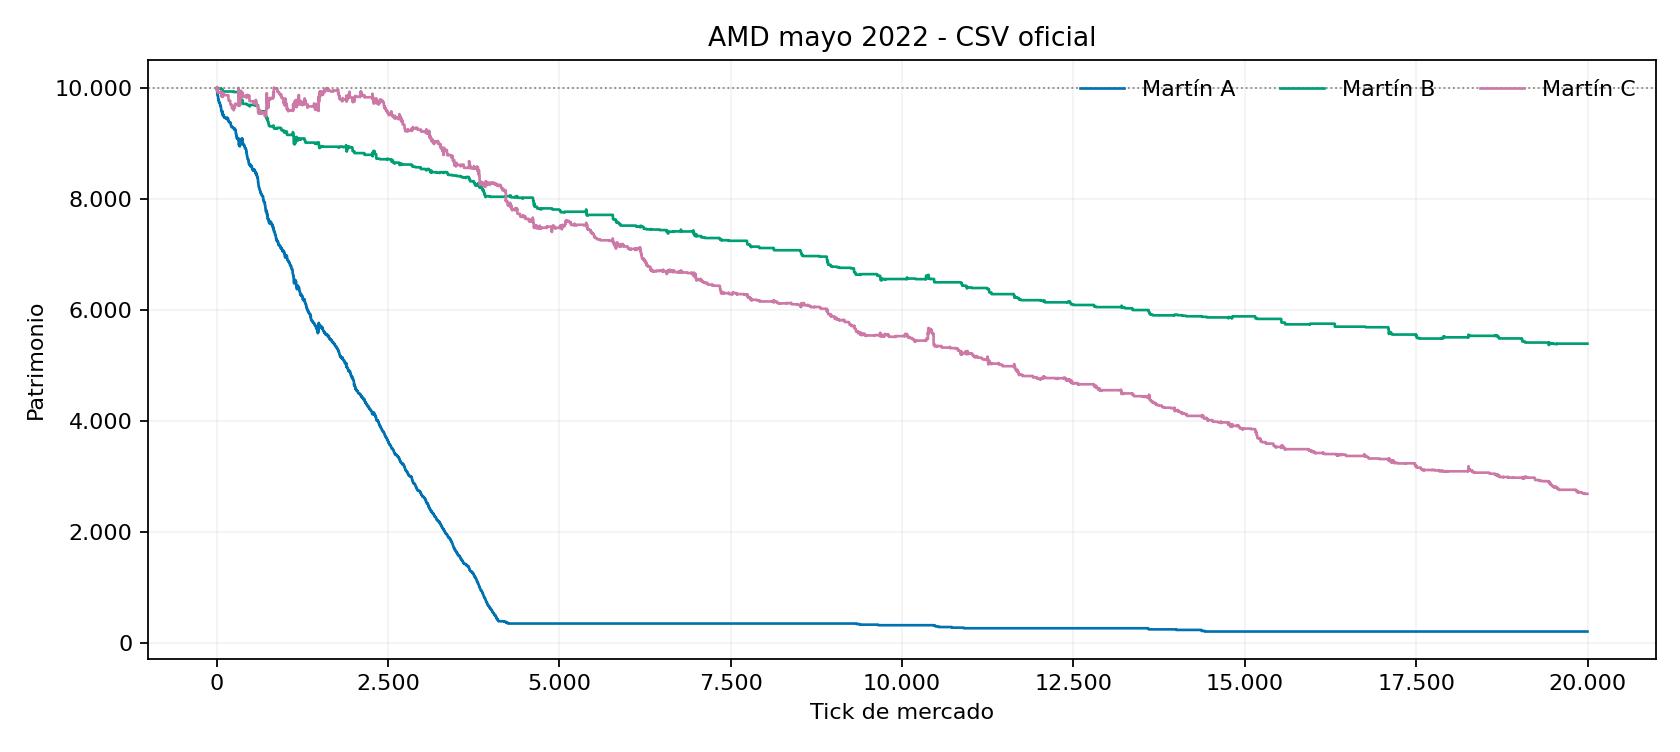 AMD mayo 2022 - CSV oficial
Martín A Martín B Martín C
Patrimonio
10.000
8.000
6.000
4.000
2.000
0
0 2.500 5.000 7.500 10.000 12.500 15.000 17.500 20.000
Tick de mercado